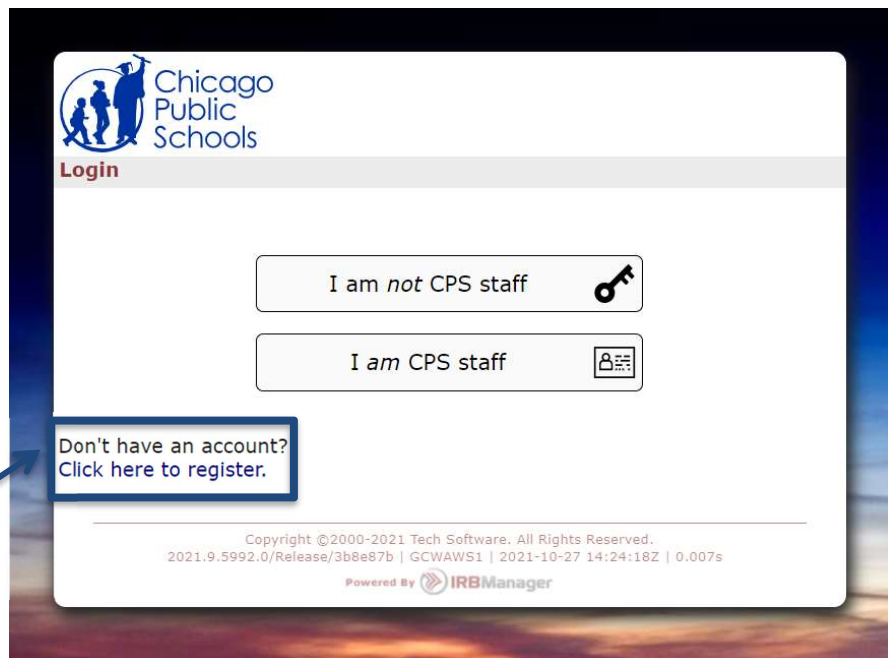 Chicago
Public
Schools
Login
I am not CPS staff
I am CPS staff
Don't have an account?
Click here to register.
Copyright ©2000-2021 Tech Software. All Rights Reserved.
2021.9.5992.0/Release/3b8e87b | GCWAWS1 | 2021-10-27 14:24:18Z | 0.007s
Powered By IRBManager